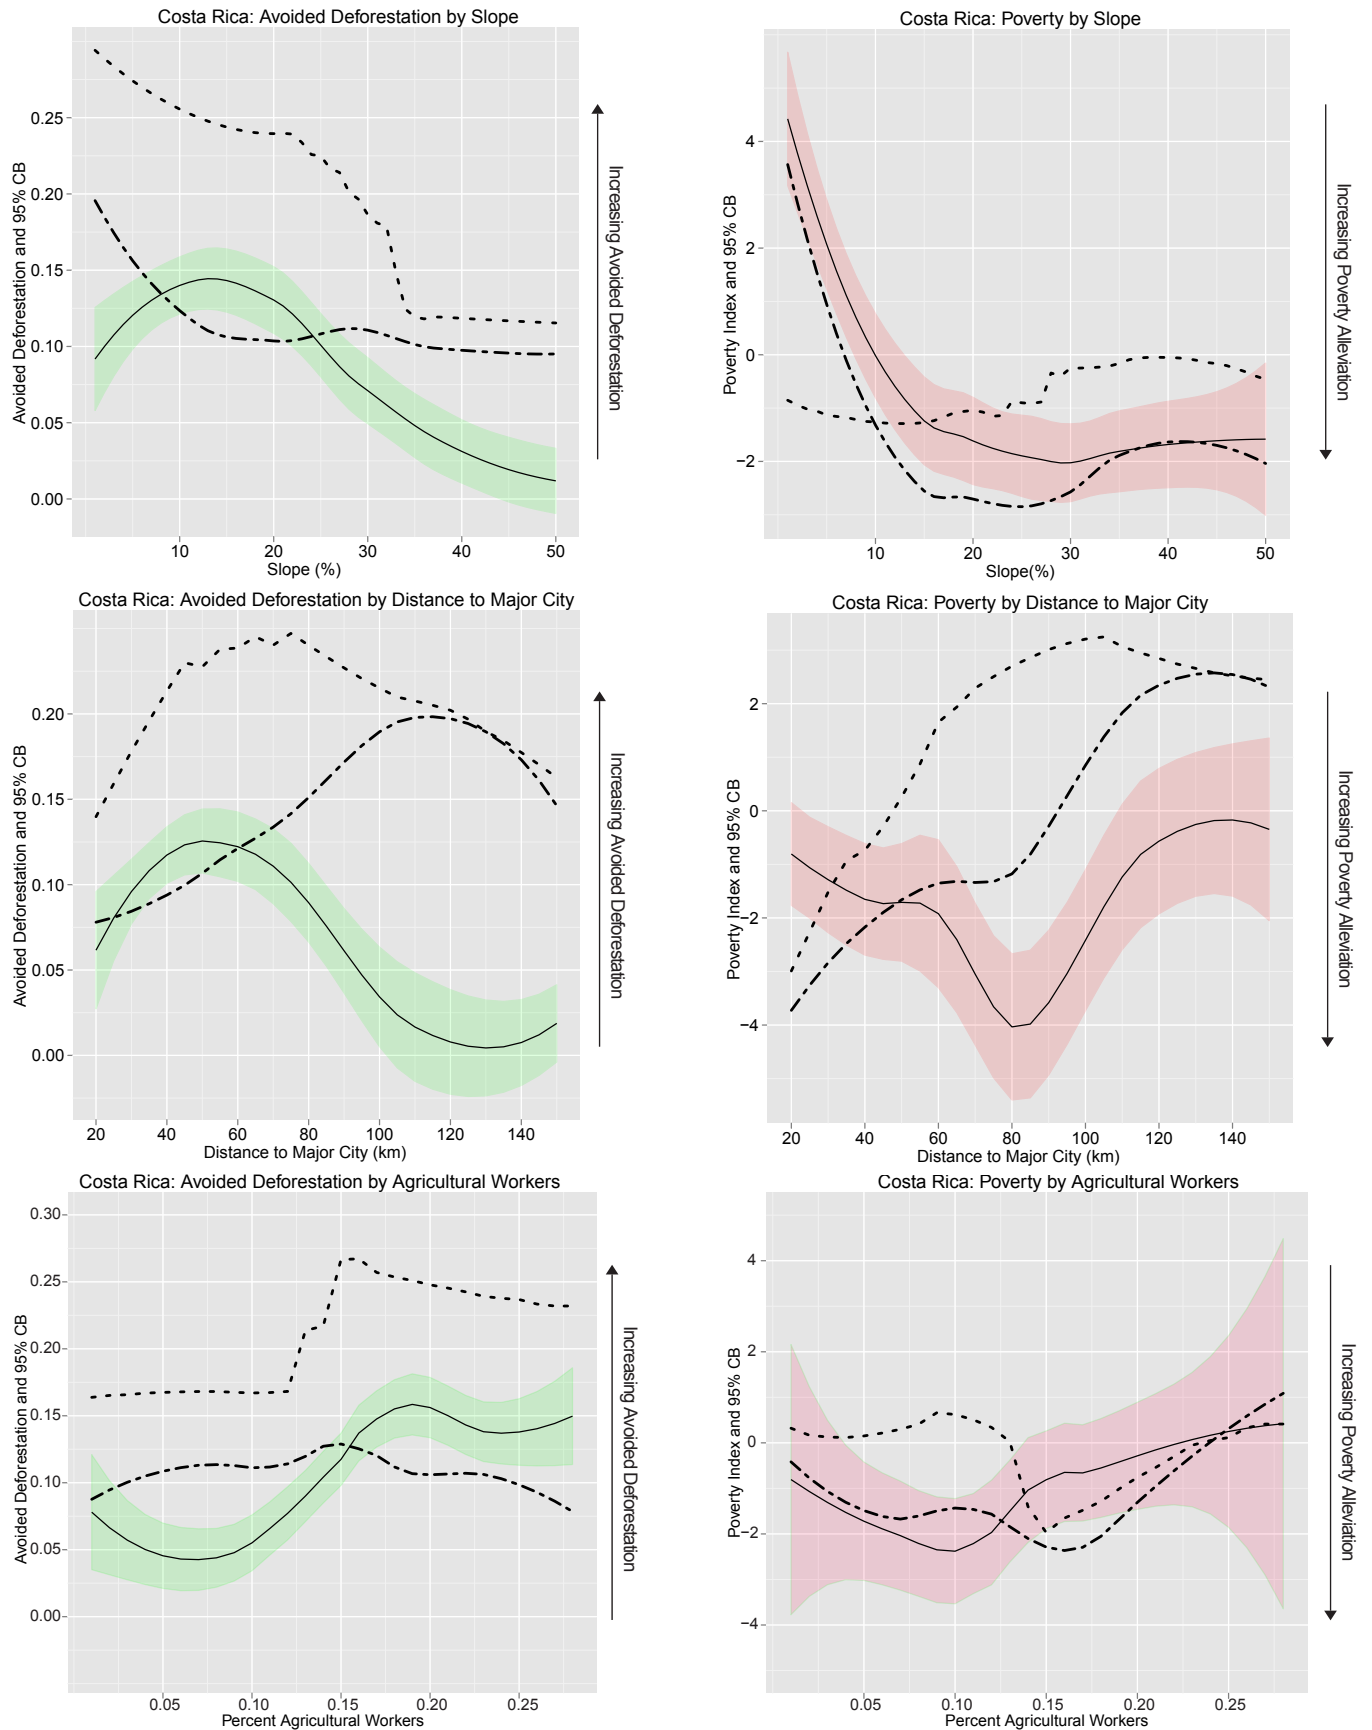 Costa Rica: Avoided Deforestation by Slope
Avoided Deforestation and 95% CB
0.25
0.20
0.15
0.10
0.05
0.00
10 20 30 40 50
Slope (%)
Increasing Avoided Deforestation
Costa Rica: Poverty by Slope
Poverty Index and 95% CB
4
2
0
−2
10 20 30 40 50
Slope(%)
Increasing Poverty Alleviation
Costa Rica: Avoided Deforestation by Distance to Major City
Avoided Deforestation and 95% CB
0.20
0.15
0.10
0.05
0.00
20 40 60 80 100 120 140
Distance to Major City (km)
Increasing Avoided Deforestation
Costa Rica: Poverty by Distance to Major City
Poverty Index and 95% CB
2
0
−2
−4
20 40 60 80 100 120 140
Distance to Major City (km)
Increasing Poverty Alleviation
Costa Rica: Avoided Deforestation by Agricultural Workers
Avoided Deforestation and 95% CB
0.30
0.25
0.20
0.15
0.10
0.05
0.00
0.05 0.10 0.15 0.20 0.25
Percent Agricultural Workers
Increasing Avoided Deforestation
Costa Rica: Poverty by Agricultural Workers
Poverty Index and 95% CB
4
2
0
−2
−4
0.05 0.10 0.15 0.20 0.25
Percent Agricultural Workers
Increasing Poverty Alleviation